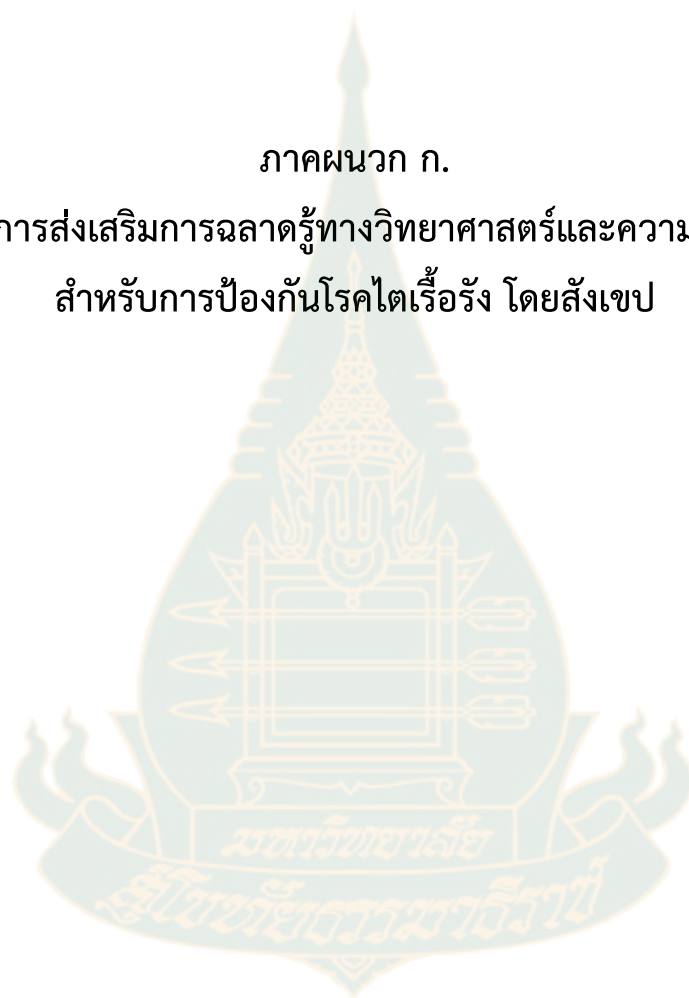 ภาคผนวก ก.
การส่งเสริมการฉลาดรู้ทางวิทยาศาสตร์และความ
สำหรับการป้องกันโรคไตเรื้อรัง โดยสังเขป
มหาวิทยาลัย
สุโขทัยธรรมาธิราช